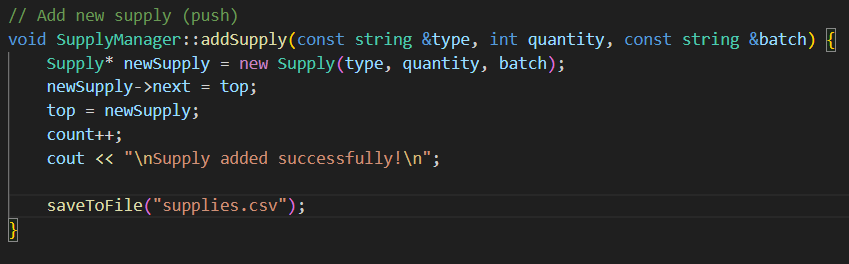 // Add new supply (push)
void SupplyManager::addSupply(const string &type, int quantity, const string &batch) {
    Supply* newSupply = new Supply(type, quantity, batch);
    newSupply->next = top;
    top = newSupply;
    count++;
    cout << "\nSupply added successfully!\n";

    saveToFile("supplies.csv");
}